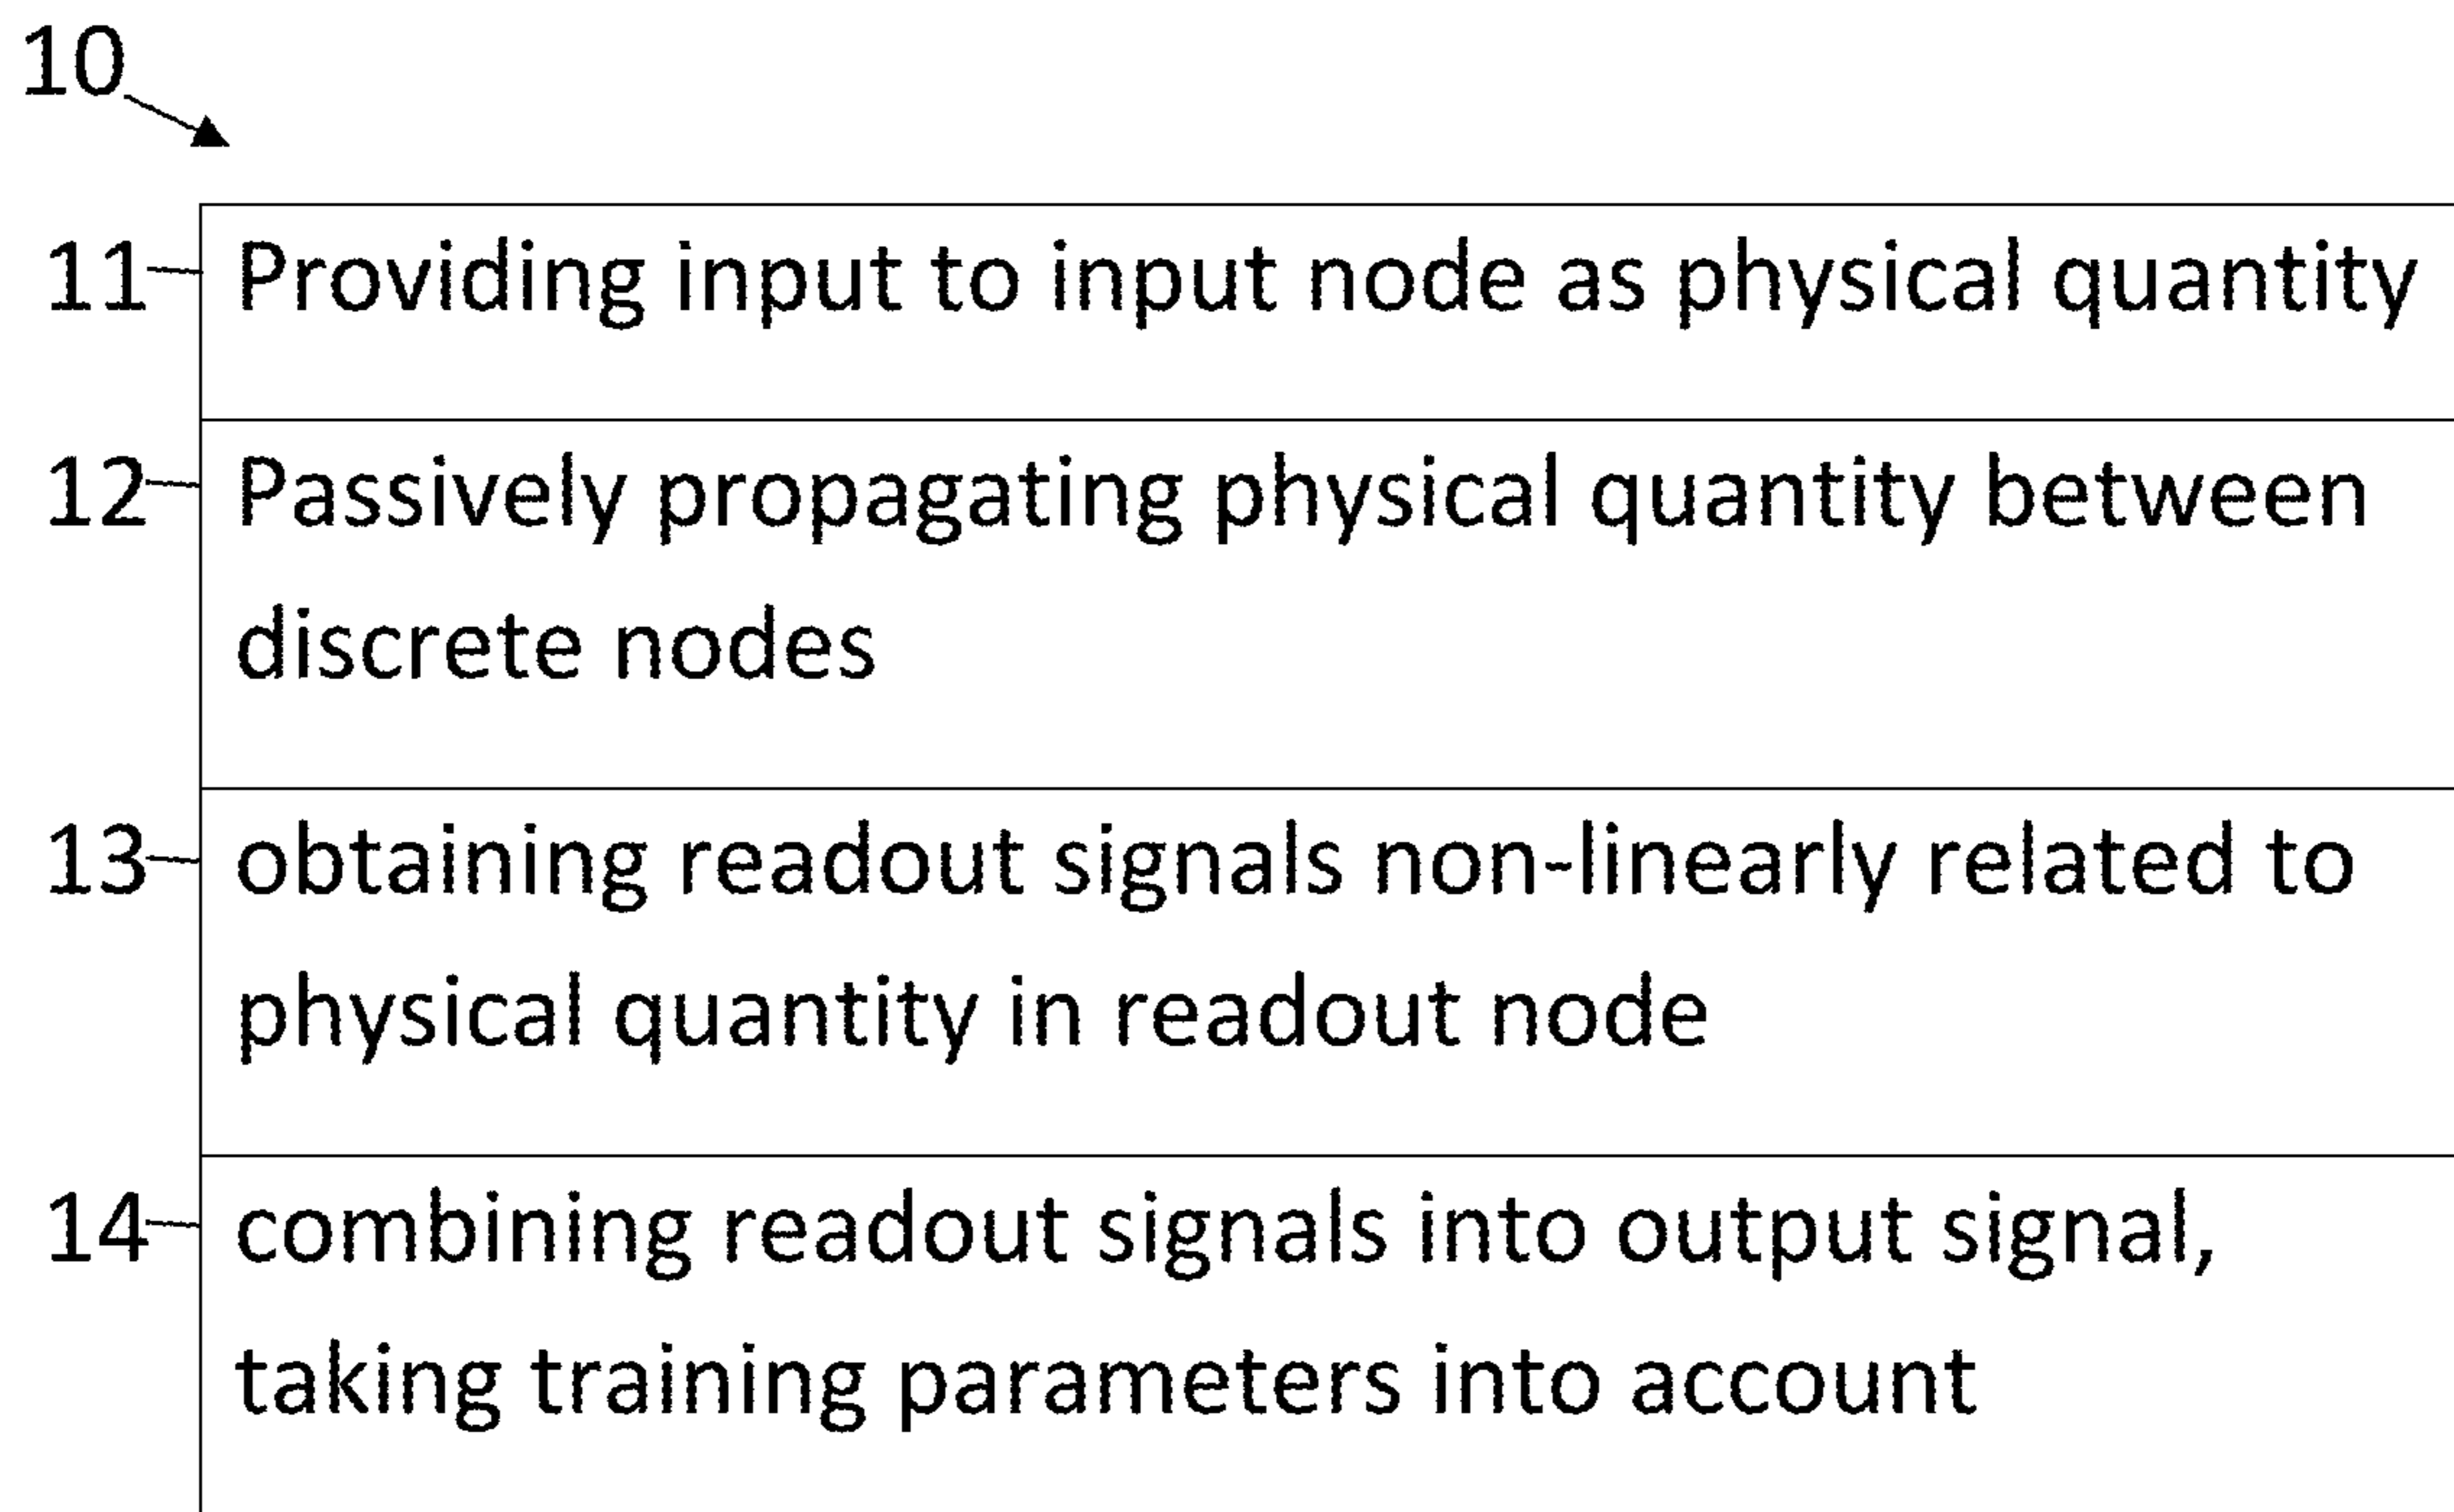 10
11 Providing input to input node as physical quantity
12 Passively propagating physical quantity between
discrete nodes
13 obtaining readout signals non-linearly related to
physical quantity in readout node
14 combining readout signals into output signal,
taking training parameters into account